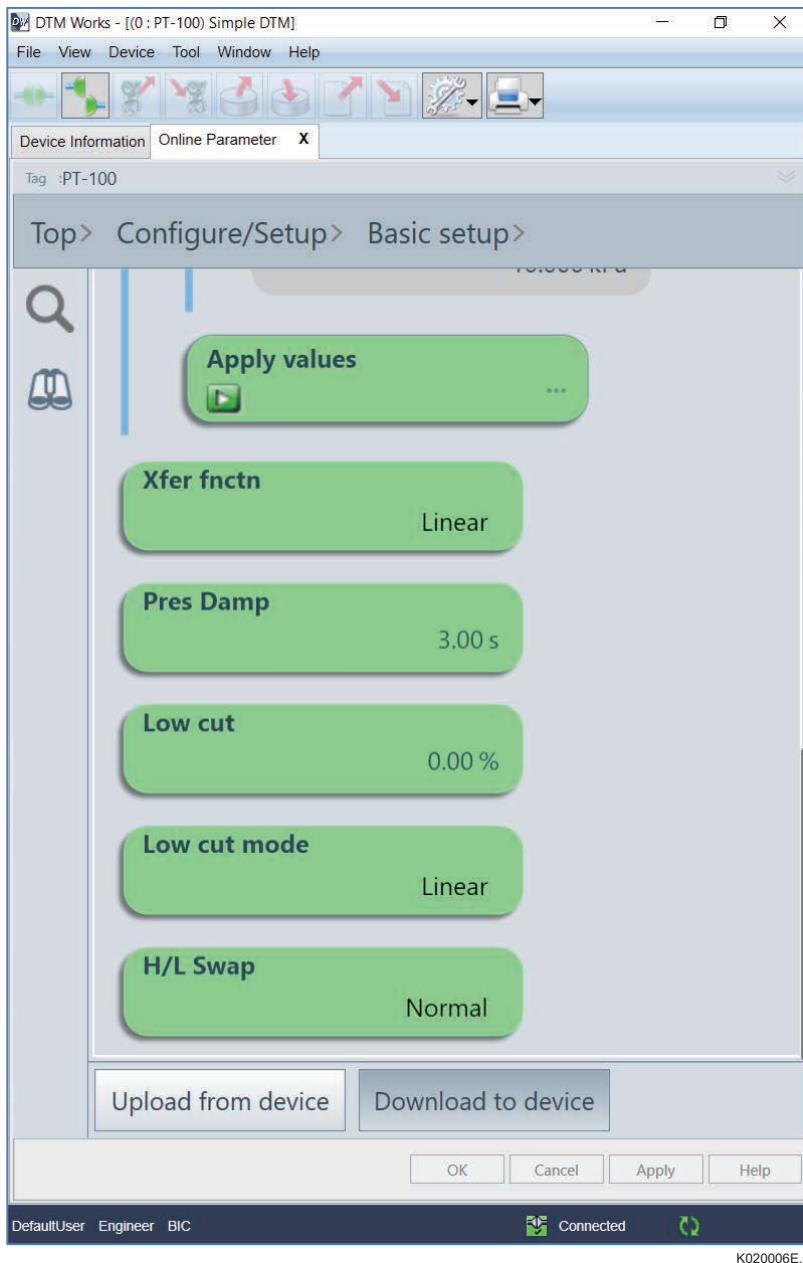 DTM Works - [(0 : PT-100) Simple DTM]
File View Device Tool Window Help
Device Information Online Parameter X
Tag :PT-100
Top> Configure/Setup> Basic setup>
Apply values
...
Xfer fnctn
Linear
Pres Damp
3.00 s
Low cut
0.00 %
Low cut mode
Linear
H/L Swap
Normal
Upload from device Download to device
OK Cancel Apply Help
DefaultUser Engineer BIC Connected
K020006E.